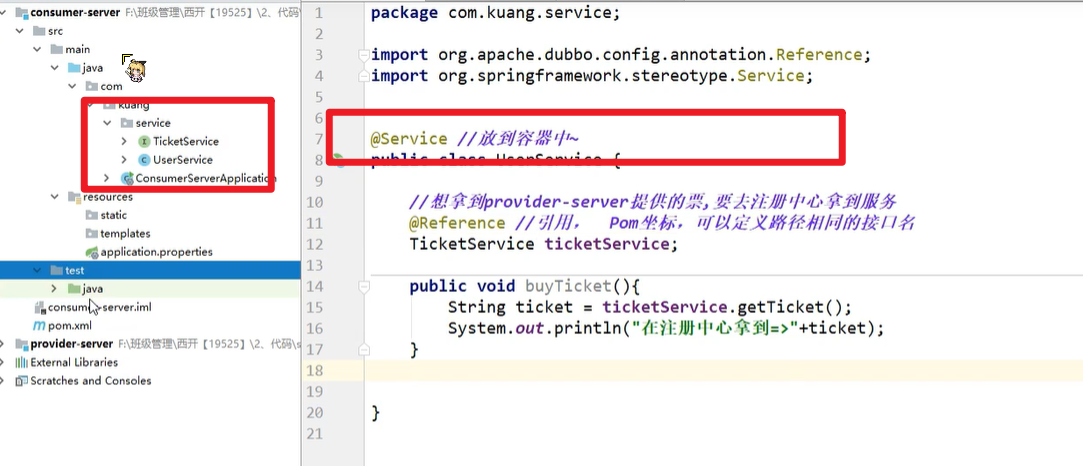 consumer-server F:\班级管理\西开【19525】\2、代码\
src
main
java
com
kuang
service
TicketService
UserService
ConsumerServerApplication
resources
static
templates
application.properties
test
java
consumer-server.iml
pom.xml
provider-server F:\班级管理\西开【19525】\2、代码\s
External Libraries
Scratches and Consoles
1 package com.kuang.service;
2
3 import org.apache.dubbo.config.annotation.Reference;
4 import org.springframework.stereotype.Service;
5
6
7 @Service //放到容器中~
8 public class UserService {
9
10 //想拿到provider-server提供的票,要去注册中心拿到服务
11 @Reference //引用， Pom坐标，可以定义路径相同的接口名
12 TicketService ticketService;
13
14 public void buyTicket(){
15 String ticket = ticketService.getTicket();
16 System.out.println("在注册中心拿到=>"+ticket);
17 }
18
19
20 }
21